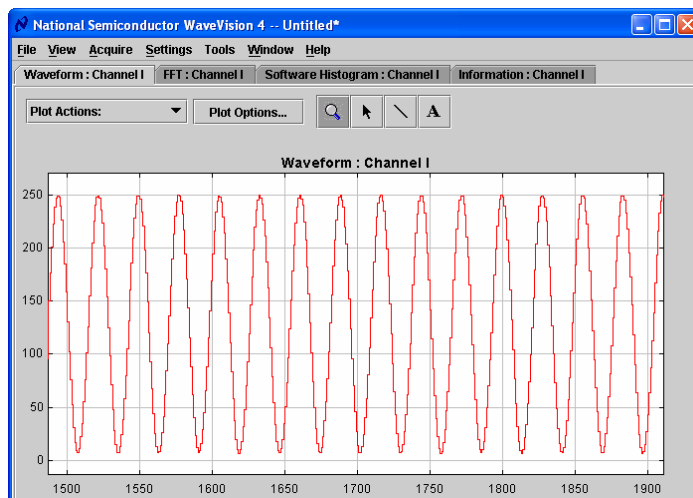 National Semiconductor WaveVision 4 -- Untitled*
File View Acquire Settings Tools Window Help
Waveform : Channel I FFT : Channel I Software Histogram : Channel I Information : Channel I
Plot Actions: Plot Options... A
Waveform : Channel I
250
200
150
100
50
0
1500 1550 1600 1650 1700 1750 1800 1850 1900